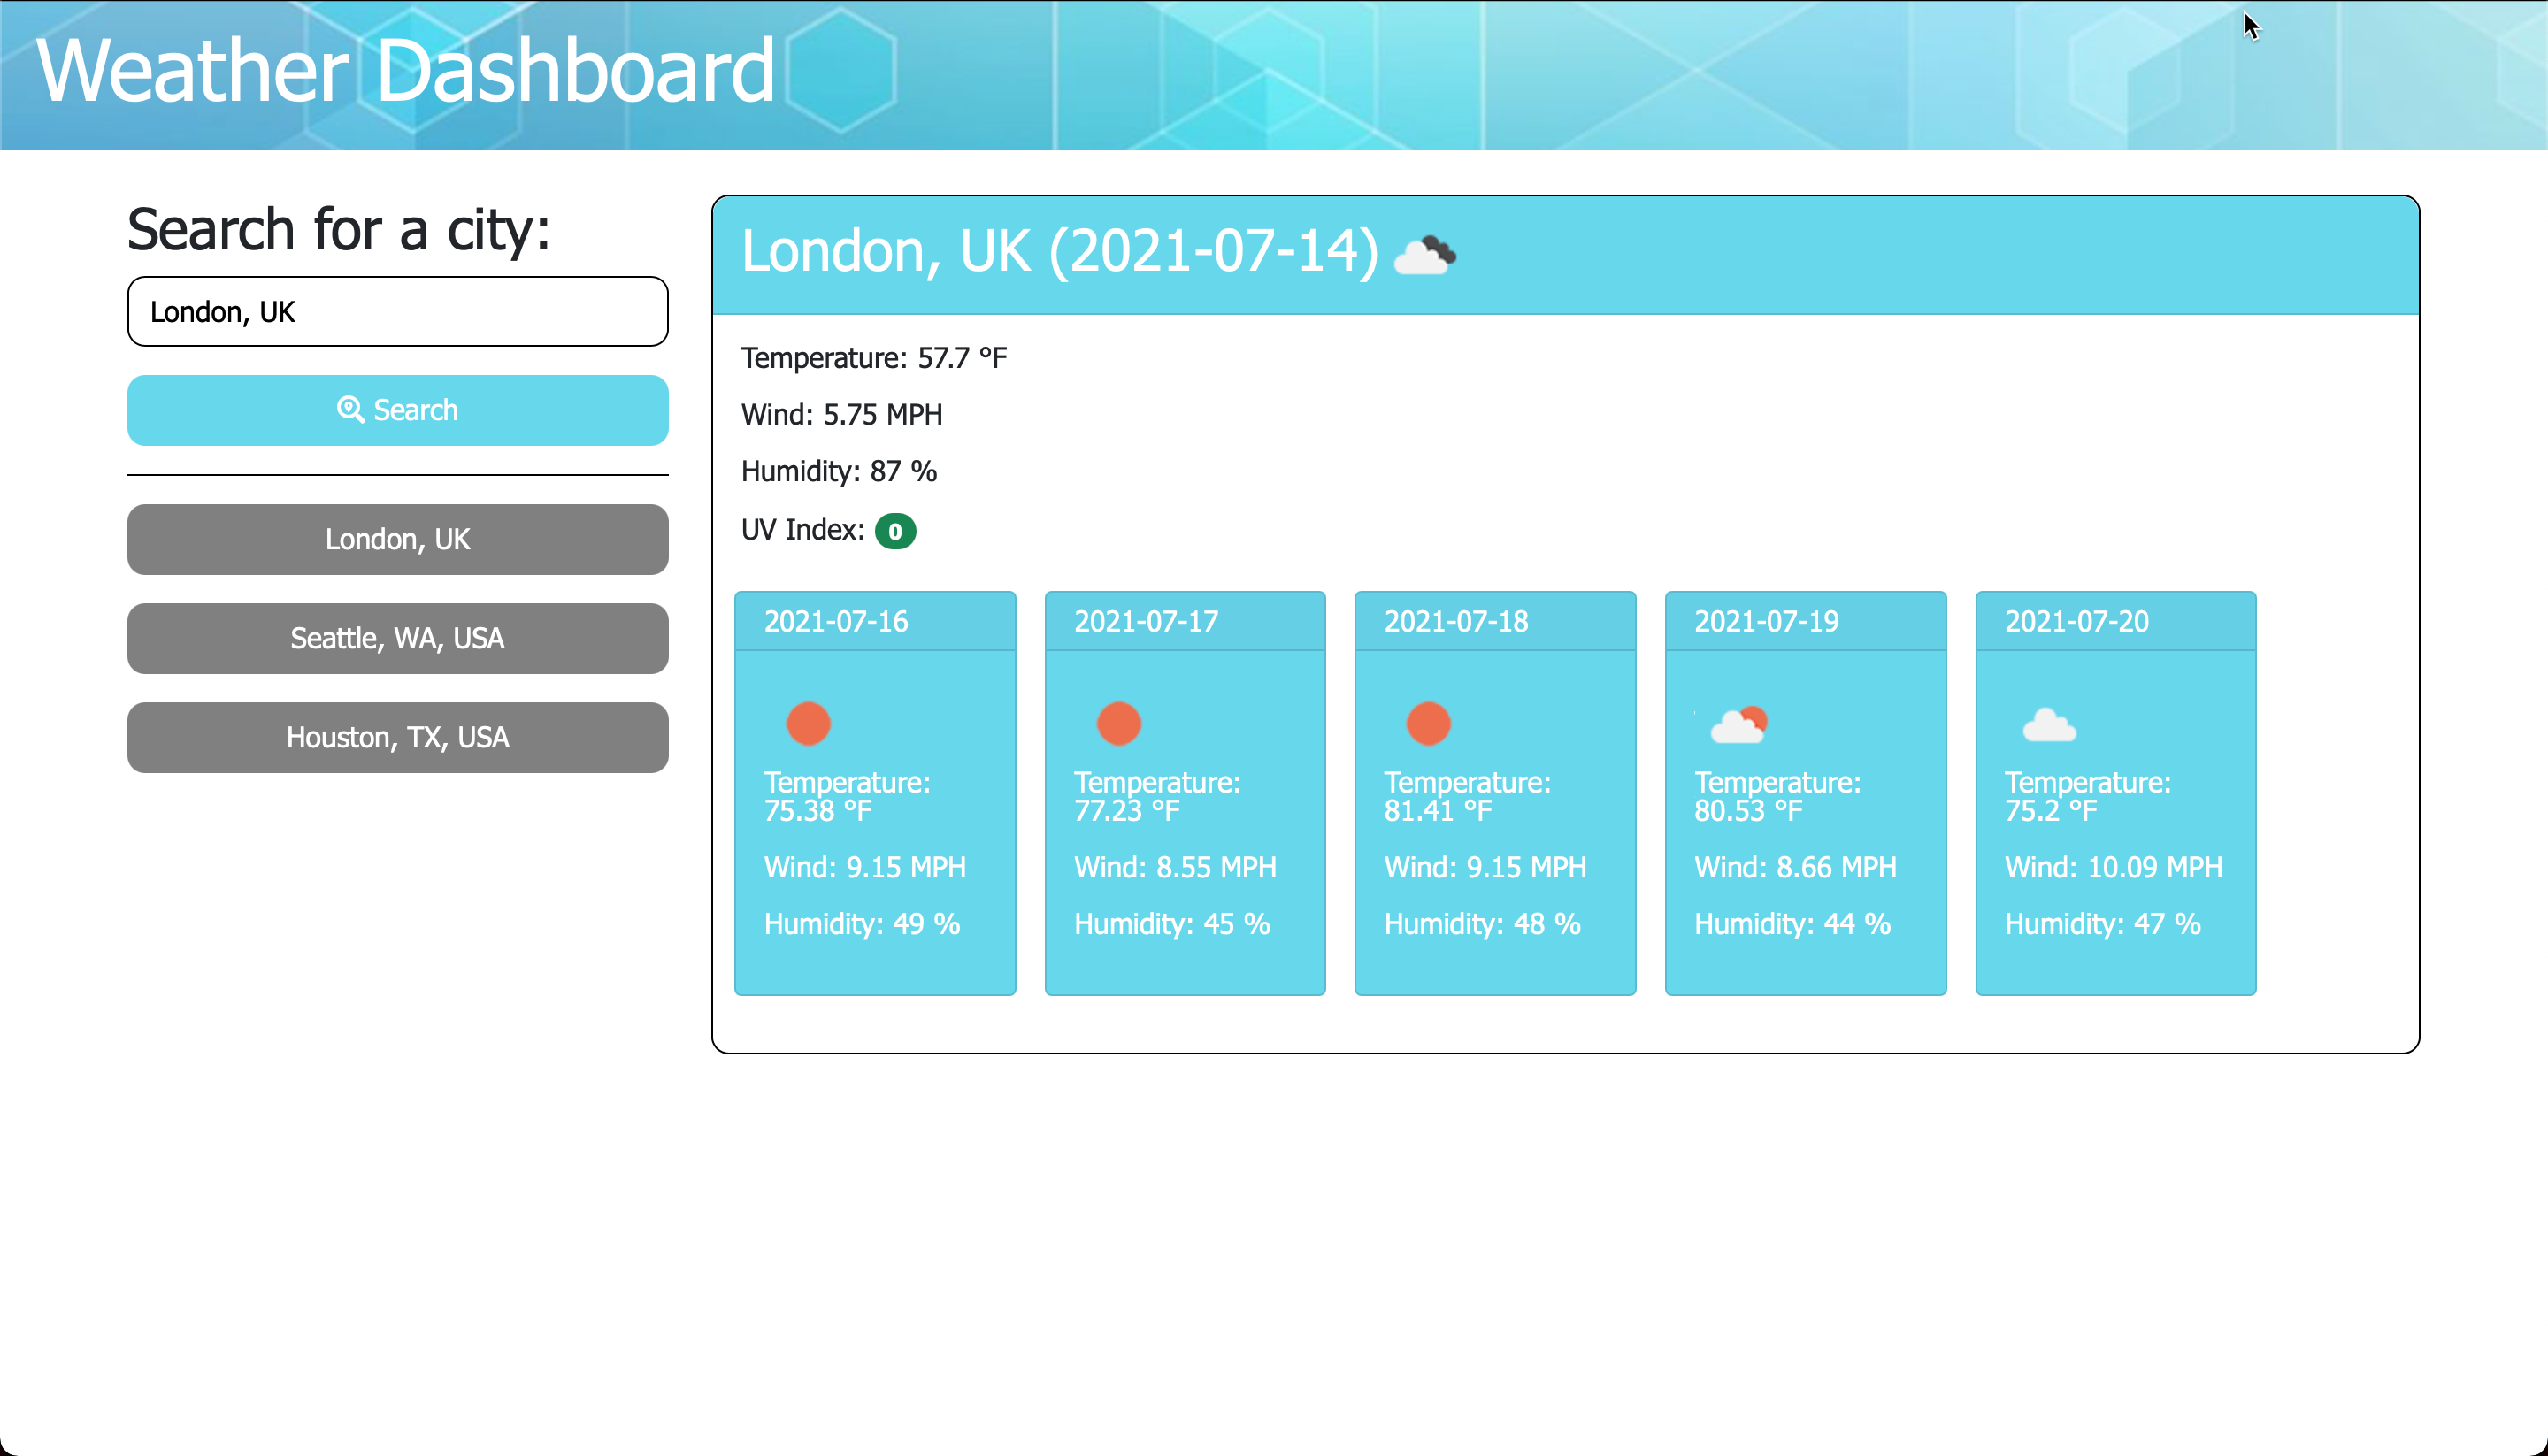 Weather Dashboard
Search for a city:
London, UK
Search
London, UK
Seattle, WA, USA
Houston, TX, USA
London, UK (2021-07-14)
Temperature: 57.7 °F
Wind: 5.75 MPH
Humidity: 87 %
UV Index: 0
2021-07-16
Temperature:
75.38 °F
Wind: 9.15 MPH
Humidity: 49 %
2021-07-17
Temperature:
77.23 °F
Wind: 8.55 MPH
Humidity: 45 %
2021-07-18
Temperature:
81.41 °F
Wind: 9.15 MPH
Humidity: 48 %
2021-07-19
Temperature:
80.53 °F
Wind: 8.66 MPH
Humidity: 44 %
2021-07-20
Temperature:
75.2 °F
Wind: 10.09 MPH
Humidity: 47 %